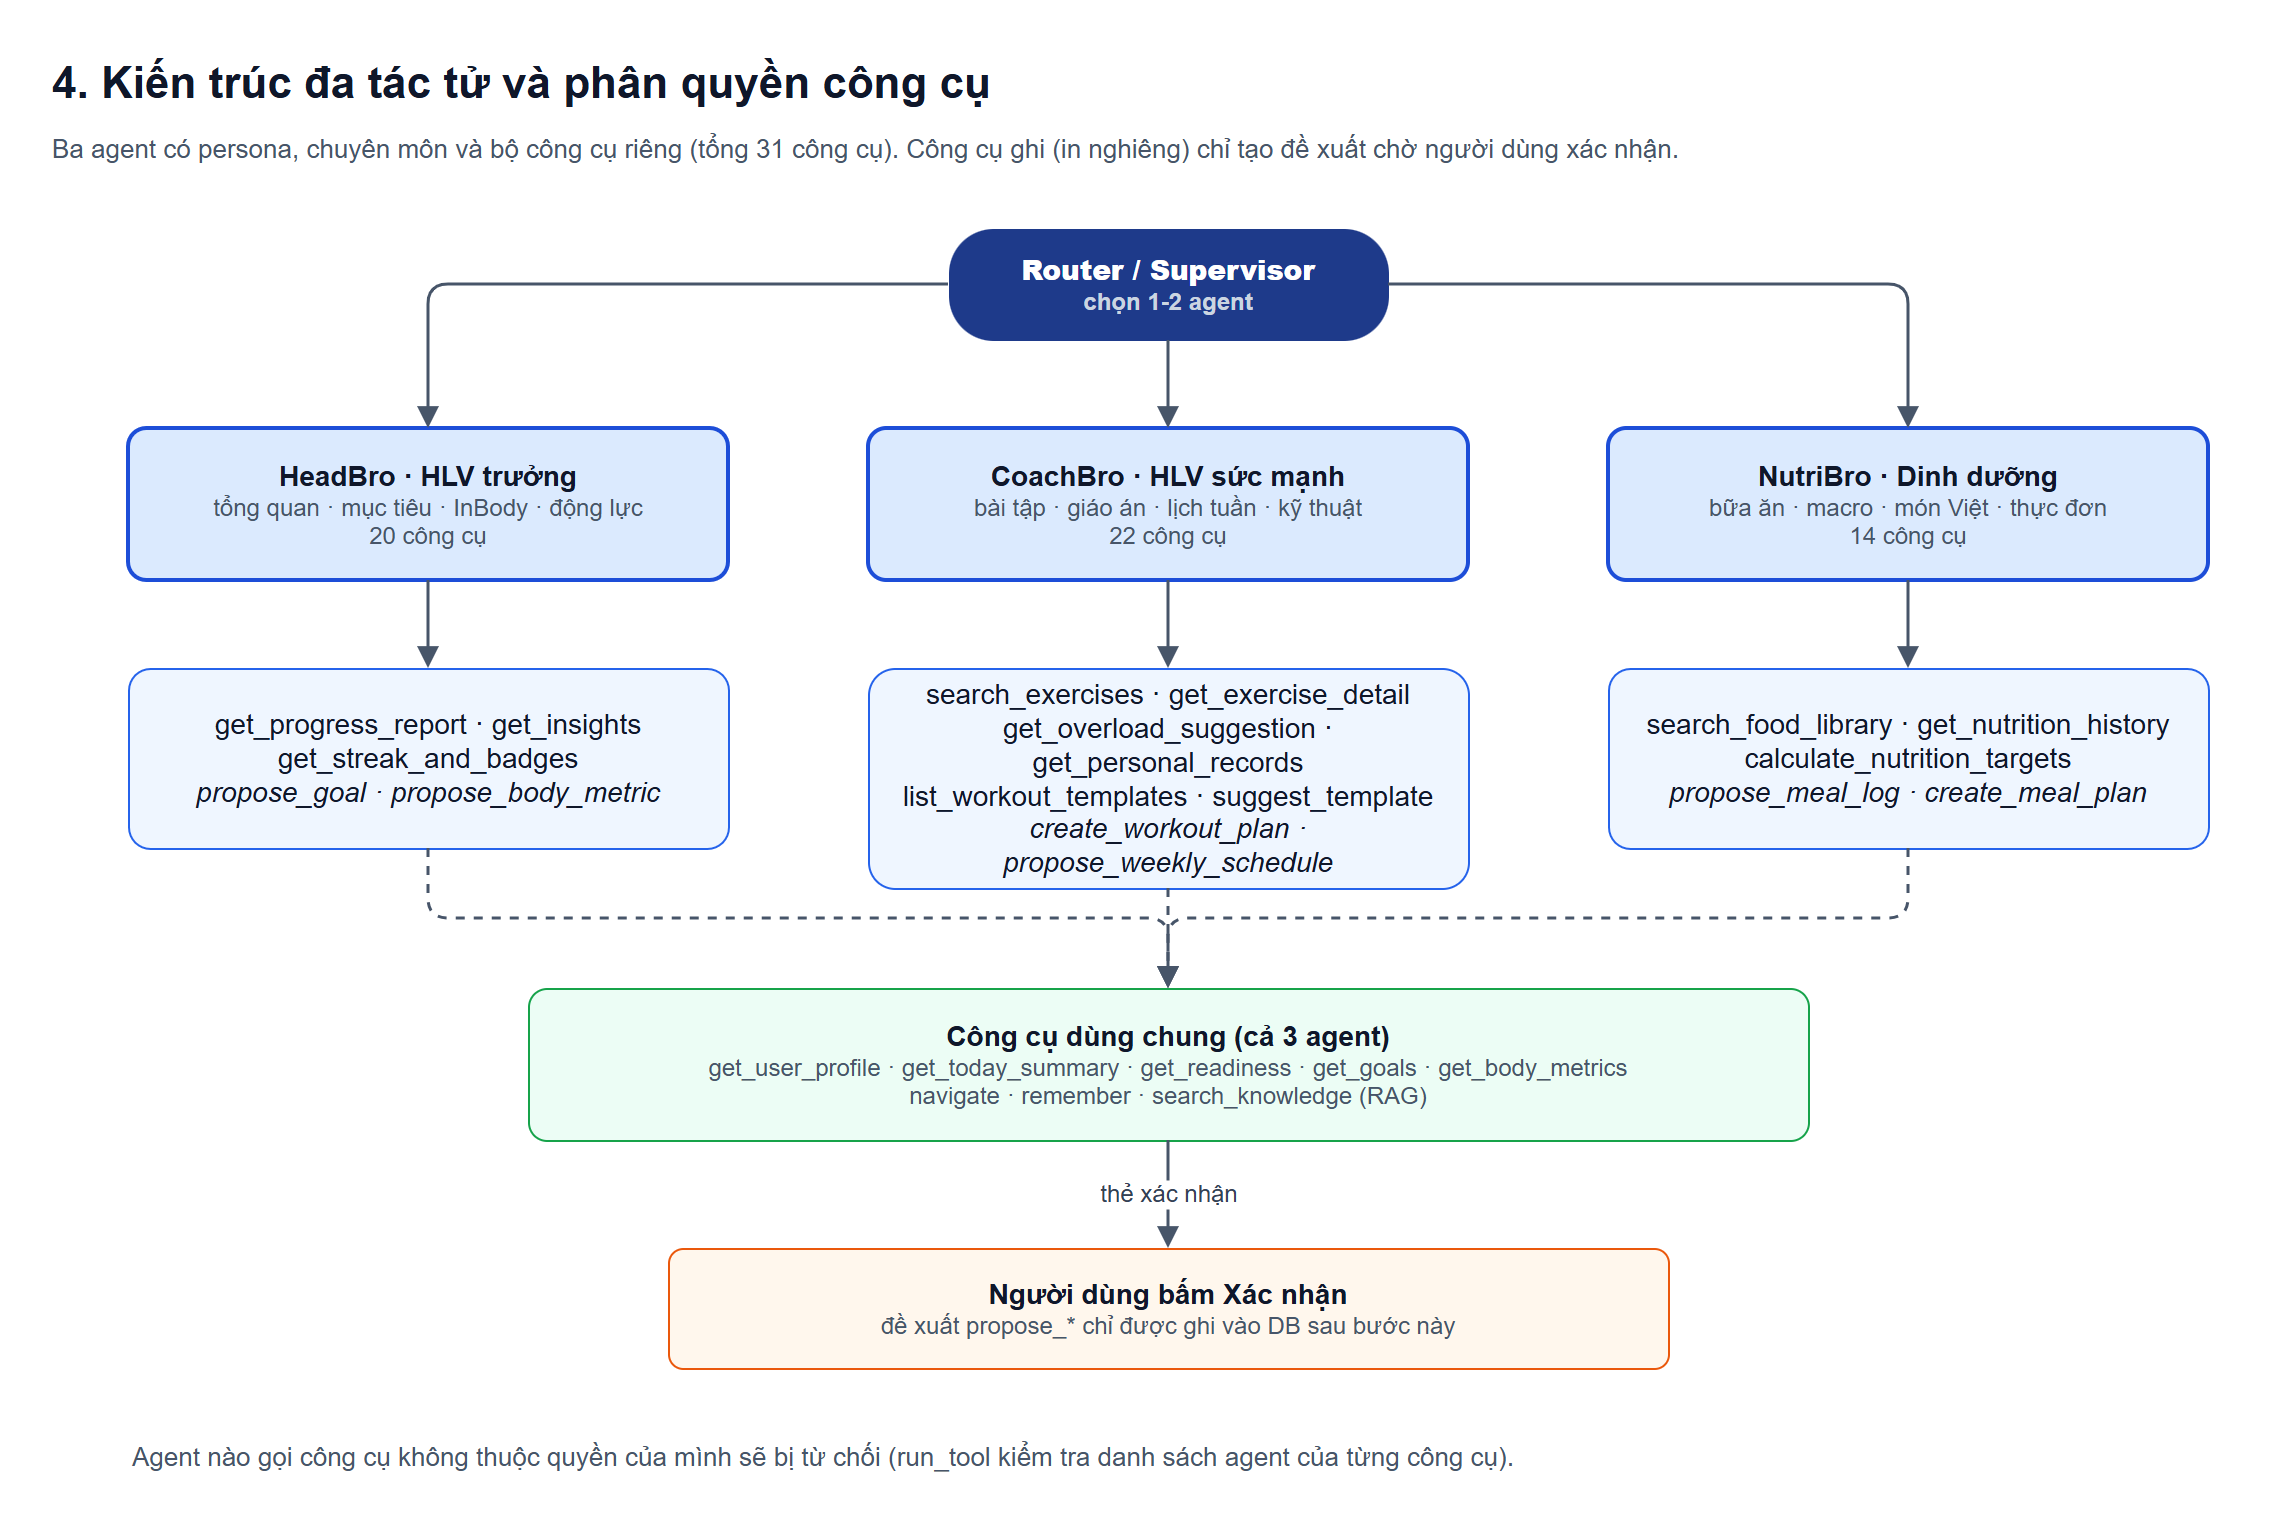 4. Kiến trúc đa tác tử và phân quyền công cụ
Ba agent có persona, chuyên môn và bộ công cụ riêng (tổng 31 công cụ). Công cụ ghi (in nghiêng) chỉ tạo đề xuất chờ người dùng xác nhận.
Router / Supervisor
chọn 1-2 agent
HeadBro · HLV trưởng
tổng quan · mục tiêu · InBody · động lực
20 công cụ
CoachBro · HLV sức mạnh
bài tập · giáo án · lịch tuần · kỹ thuật
22 công cụ
NutriBro · Dinh dưỡng
bữa ăn · macro · món Việt · thực đơn
14 công cụ
get_progress_report · get_insights
get_streak_and_badges
propose_goal · propose_body_metric
search_exercises · get_exercise_detail
get_overload_suggestion ·
get_personal_records
list_workout_templates · suggest_template
create_workout_plan ·
propose_weekly_schedule
search_food_library · get_nutrition_history
calculate_nutrition_targets
propose_meal_log · create_meal_plan
Công cụ dùng chung (cả 3 agent)
get_user_profile · get_today_summary · get_readiness · get_goals · get_body_metrics
navigate · remember · search_knowledge (RAG)
thẻ xác nhận
Người dùng bấm Xác nhận
đề xuất propose_* chỉ được ghi vào DB sau bước này
Agent nào gọi công cụ không thuộc quyền của mình sẽ bị từ chối (run_tool kiểm tra danh sách agent của từng công cụ).